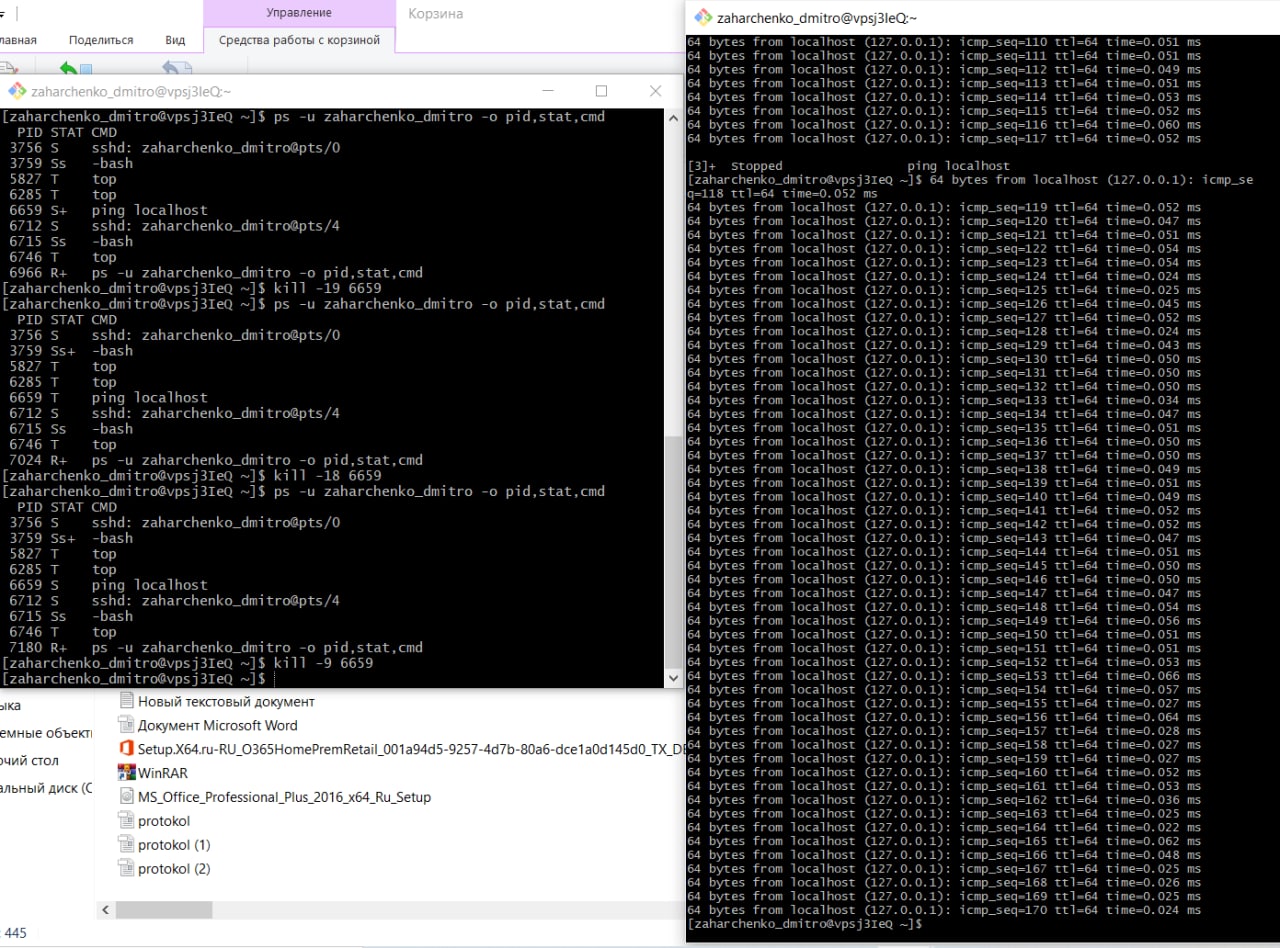 Управление
Корзина
лавная Поделиться Вид Средства работы с корзиной
zaharchenko_dmitro@vpsj3IeQ:~
[zaharchenko_dmitro@vpsj3IeQ ~]$ ps -u zaharchenko_dmitro -o pid,stat,cmd
PID STAT CMD
3756 S sshd: zaharchenko_dmitro@pts/0
3759 Ss -bash
5827 T top
6285 T top
6659 S+ ping localhost
6712 S sshd: zaharchenko_dmitro@pts/4
6715 Ss -bash
6746 T top
6966 R+ ps -u zaharchenko_dmitro -o pid,stat,cmd
[zaharchenko_dmitro@vpsj3IeQ ~]$ kill -19 6659
[zaharchenko_dmitro@vpsj3IeQ ~]$ ps -u zaharchenko_dmitro -o pid,stat,cmd
PID STAT CMD
3756 S sshd: zaharchenko_dmitro@pts/0
3759 Ss+ -bash
5827 T top
6285 T top
6659 T ping localhost
6712 S sshd: zaharchenko_dmitro@pts/4
6715 Ss -bash
6746 T top
7024 R+ ps -u zaharchenko_dmitro -o pid,stat,cmd
[zaharchenko_dmitro@vpsj3IeQ ~]$ kill -18 6659
[zaharchenko_dmitro@vpsj3IeQ ~]$ ps -u zaharchenko_dmitro -o pid,stat,cmd
PID STAT CMD
3756 S sshd: zaharchenko_dmitro@pts/0
3759 Ss+ -bash
5827 T top
6285 T top
6659 S ping localhost
6712 S sshd: zaharchenko_dmitro@pts/4
6715 Ss -bash
6746 T top
7180 R+ ps -u zaharchenko_dmitro -o pid,stat,cmd
[zaharchenko_dmitro@vpsj3IeQ ~]$ kill -9 6659
[zaharchenko_dmitro@vpsj3IeQ ~]$
ыка
емные объекты
очий стол
альный диск (С
Новый текстовый документ
Документ Microsoft Word
Setup.X64.ru-RU_O365HomePremRetail_001a94d5-9257-4d7b-80a6-dce1a0d145d0_TX_DE
WinRAR
MS_Office_Professional_Plus_2016_x64_Ru_Setup
protokol
protokol (1)
protokol (2)
: 445
zaharchenko_dmitro@vpsj3IeQ:~
64 bytes from localhost (127.0.0.1): icmp_seq=110 ttl=64 time=0.051 ms
64 bytes from localhost (127.0.0.1): icmp_seq=111 ttl=64 time=0.051 ms
64 bytes from localhost (127.0.0.1): icmp_seq=112 ttl=64 time=0.049 ms
64 bytes from localhost (127.0.0.1): icmp_seq=113 ttl=64 time=0.051 ms
64 bytes from localhost (127.0.0.1): icmp_seq=114 ttl=64 time=0.053 ms
64 bytes from localhost (127.0.0.1): icmp_seq=115 ttl=64 time=0.052 ms
64 bytes from localhost (127.0.0.1): icmp_seq=116 ttl=64 time=0.060 ms
64 bytes from localhost (127.0.0.1): icmp_seq=117 ttl=64 time=0.052 ms
[3]+ Stopped ping localhost
[zaharchenko_dmitro@vpsj3IeQ ~]$ 64 bytes from localhost (127.0.0.1): icmp_se
q=118 ttl=64 time=0.052 ms
64 bytes from localhost (127.0.0.1): icmp_seq=119 ttl=64 time=0.052 ms
64 bytes from localhost (127.0.0.1): icmp_seq=120 ttl=64 time=0.047 ms
64 bytes from localhost (127.0.0.1): icmp_seq=121 ttl=64 time=0.051 ms
64 bytes from localhost (127.0.0.1): icmp_seq=122 ttl=64 time=0.054 ms
64 bytes from localhost (127.0.0.1): icmp_seq=123 ttl=64 time=0.054 ms
64 bytes from localhost (127.0.0.1): icmp_seq=124 ttl=64 time=0.024 ms
64 bytes from localhost (127.0.0.1): icmp_seq=125 ttl=64 time=0.025 ms
64 bytes from localhost (127.0.0.1): icmp_seq=126 ttl=64 time=0.045 ms
64 bytes from localhost (127.0.0.1): icmp_seq=127 ttl=64 time=0.052 ms
64 bytes from localhost (127.0.0.1): icmp_seq=128 ttl=64 time=0.024 ms
64 bytes from localhost (127.0.0.1): icmp_seq=129 ttl=64 time=0.043 ms
64 bytes from localhost (127.0.0.1): icmp_seq=130 ttl=64 time=0.050 ms
64 bytes from localhost (127.0.0.1): icmp_seq=131 ttl=64 time=0.050 ms
64 bytes from localhost (127.0.0.1): icmp_seq=132 ttl=64 time=0.050 ms
64 bytes from localhost (127.0.0.1): icmp_seq=133 ttl=64 time=0.034 ms
64 bytes from localhost (127.0.0.1): icmp_seq=134 ttl=64 time=0.047 ms
64 bytes from localhost (127.0.0.1): icmp_seq=135 ttl=64 time=0.051 ms
64 bytes from localhost (127.0.0.1): icmp_seq=136 ttl=64 time=0.050 ms
64 bytes from localhost (127.0.0.1): icmp_seq=137 ttl=64 time=0.050 ms
64 bytes from localhost (127.0.0.1): icmp_seq=138 ttl=64 time=0.049 ms
64 bytes from localhost (127.0.0.1): icmp_seq=139 ttl=64 time=0.051 ms
64 bytes from localhost (127.0.0.1): icmp_seq=140 ttl=64 time=0.049 ms
64 bytes from localhost (127.0.0.1): icmp_seq=141 ttl=64 time=0.052 ms
64 bytes from localhost (127.0.0.1): icmp_seq=142 ttl=64 time=0.052 ms
64 bytes from localhost (127.0.0.1): icmp_seq=143 ttl=64 time=0.047 ms
64 bytes from localhost (127.0.0.1): icmp_seq=144 ttl=64 time=0.051 ms
64 bytes from localhost (127.0.0.1): icmp_seq=145 ttl=64 time=0.050 ms
64 bytes from localhost (127.0.0.1): icmp_seq=146 ttl=64 time=0.050 ms
64 bytes from localhost (127.0.0.1): icmp_seq=147 ttl=64 time=0.047 ms
64 bytes from localhost (127.0.0.1): icmp_seq=148 ttl=64 time=0.054 ms
64 bytes from localhost (127.0.0.1): icmp_seq=149 ttl=64 time=0.056 ms
64 bytes from localhost (127.0.0.1): icmp_seq=150 ttl=64 time=0.051 ms
64 bytes from localhost (127.0.0.1): icmp_seq=151 ttl=64 time=0.051 ms
64 bytes from localhost (127.0.0.1): icmp_seq=152 ttl=64 time=0.053 ms
64 bytes from localhost (127.0.0.1): icmp_seq=153 ttl=64 time=0.066 ms
64 bytes from localhost (127.0.0.1): icmp_seq=154 ttl=64 time=0.057 ms
64 bytes from localhost (127.0.0.1): icmp_seq=155 ttl=64 time=0.027 ms
64 bytes from localhost (127.0.0.1): icmp_seq=156 ttl=64 time=0.064 ms
64 bytes from localhost (127.0.0.1): icmp_seq=157 ttl=64 time=0.028 ms
64 bytes from localhost (127.0.0.1): icmp_seq=158 ttl=64 time=0.027 ms
64 bytes from localhost (127.0.0.1): icmp_seq=159 ttl=64 time=0.027 ms
64 bytes from localhost (127.0.0.1): icmp_seq=160 ttl=64 time=0.052 ms
64 bytes from localhost (127.0.0.1): icmp_seq=161 ttl=64 time=0.053 ms
64 bytes from localhost (127.0.0.1): icmp_seq=162 ttl=64 time=0.036 ms
64 bytes from localhost (127.0.0.1): icmp_seq=163 ttl=64 time=0.025 ms
64 bytes from localhost (127.0.0.1): icmp_seq=164 ttl=64 time=0.022 ms
64 bytes from localhost (127.0.0.1): icmp_seq=165 ttl=64 time=0.062 ms
64 bytes from localhost (127.0.0.1): icmp_seq=166 ttl=64 time=0.048 ms
64 bytes from localhost (127.0.0.1): icmp_seq=167 ttl=64 time=0.025 ms
64 bytes from localhost (127.0.0.1): icmp_seq=168 ttl=64 time=0.026 ms
64 bytes from localhost (127.0.0.1): icmp_seq=169 ttl=64 time=0.025 ms
64 bytes from localhost (127.0.0.1): icmp_seq=170 ttl=64 time=0.024 ms
[zaharchenko_dmitro@vpsj3IeQ ~]$